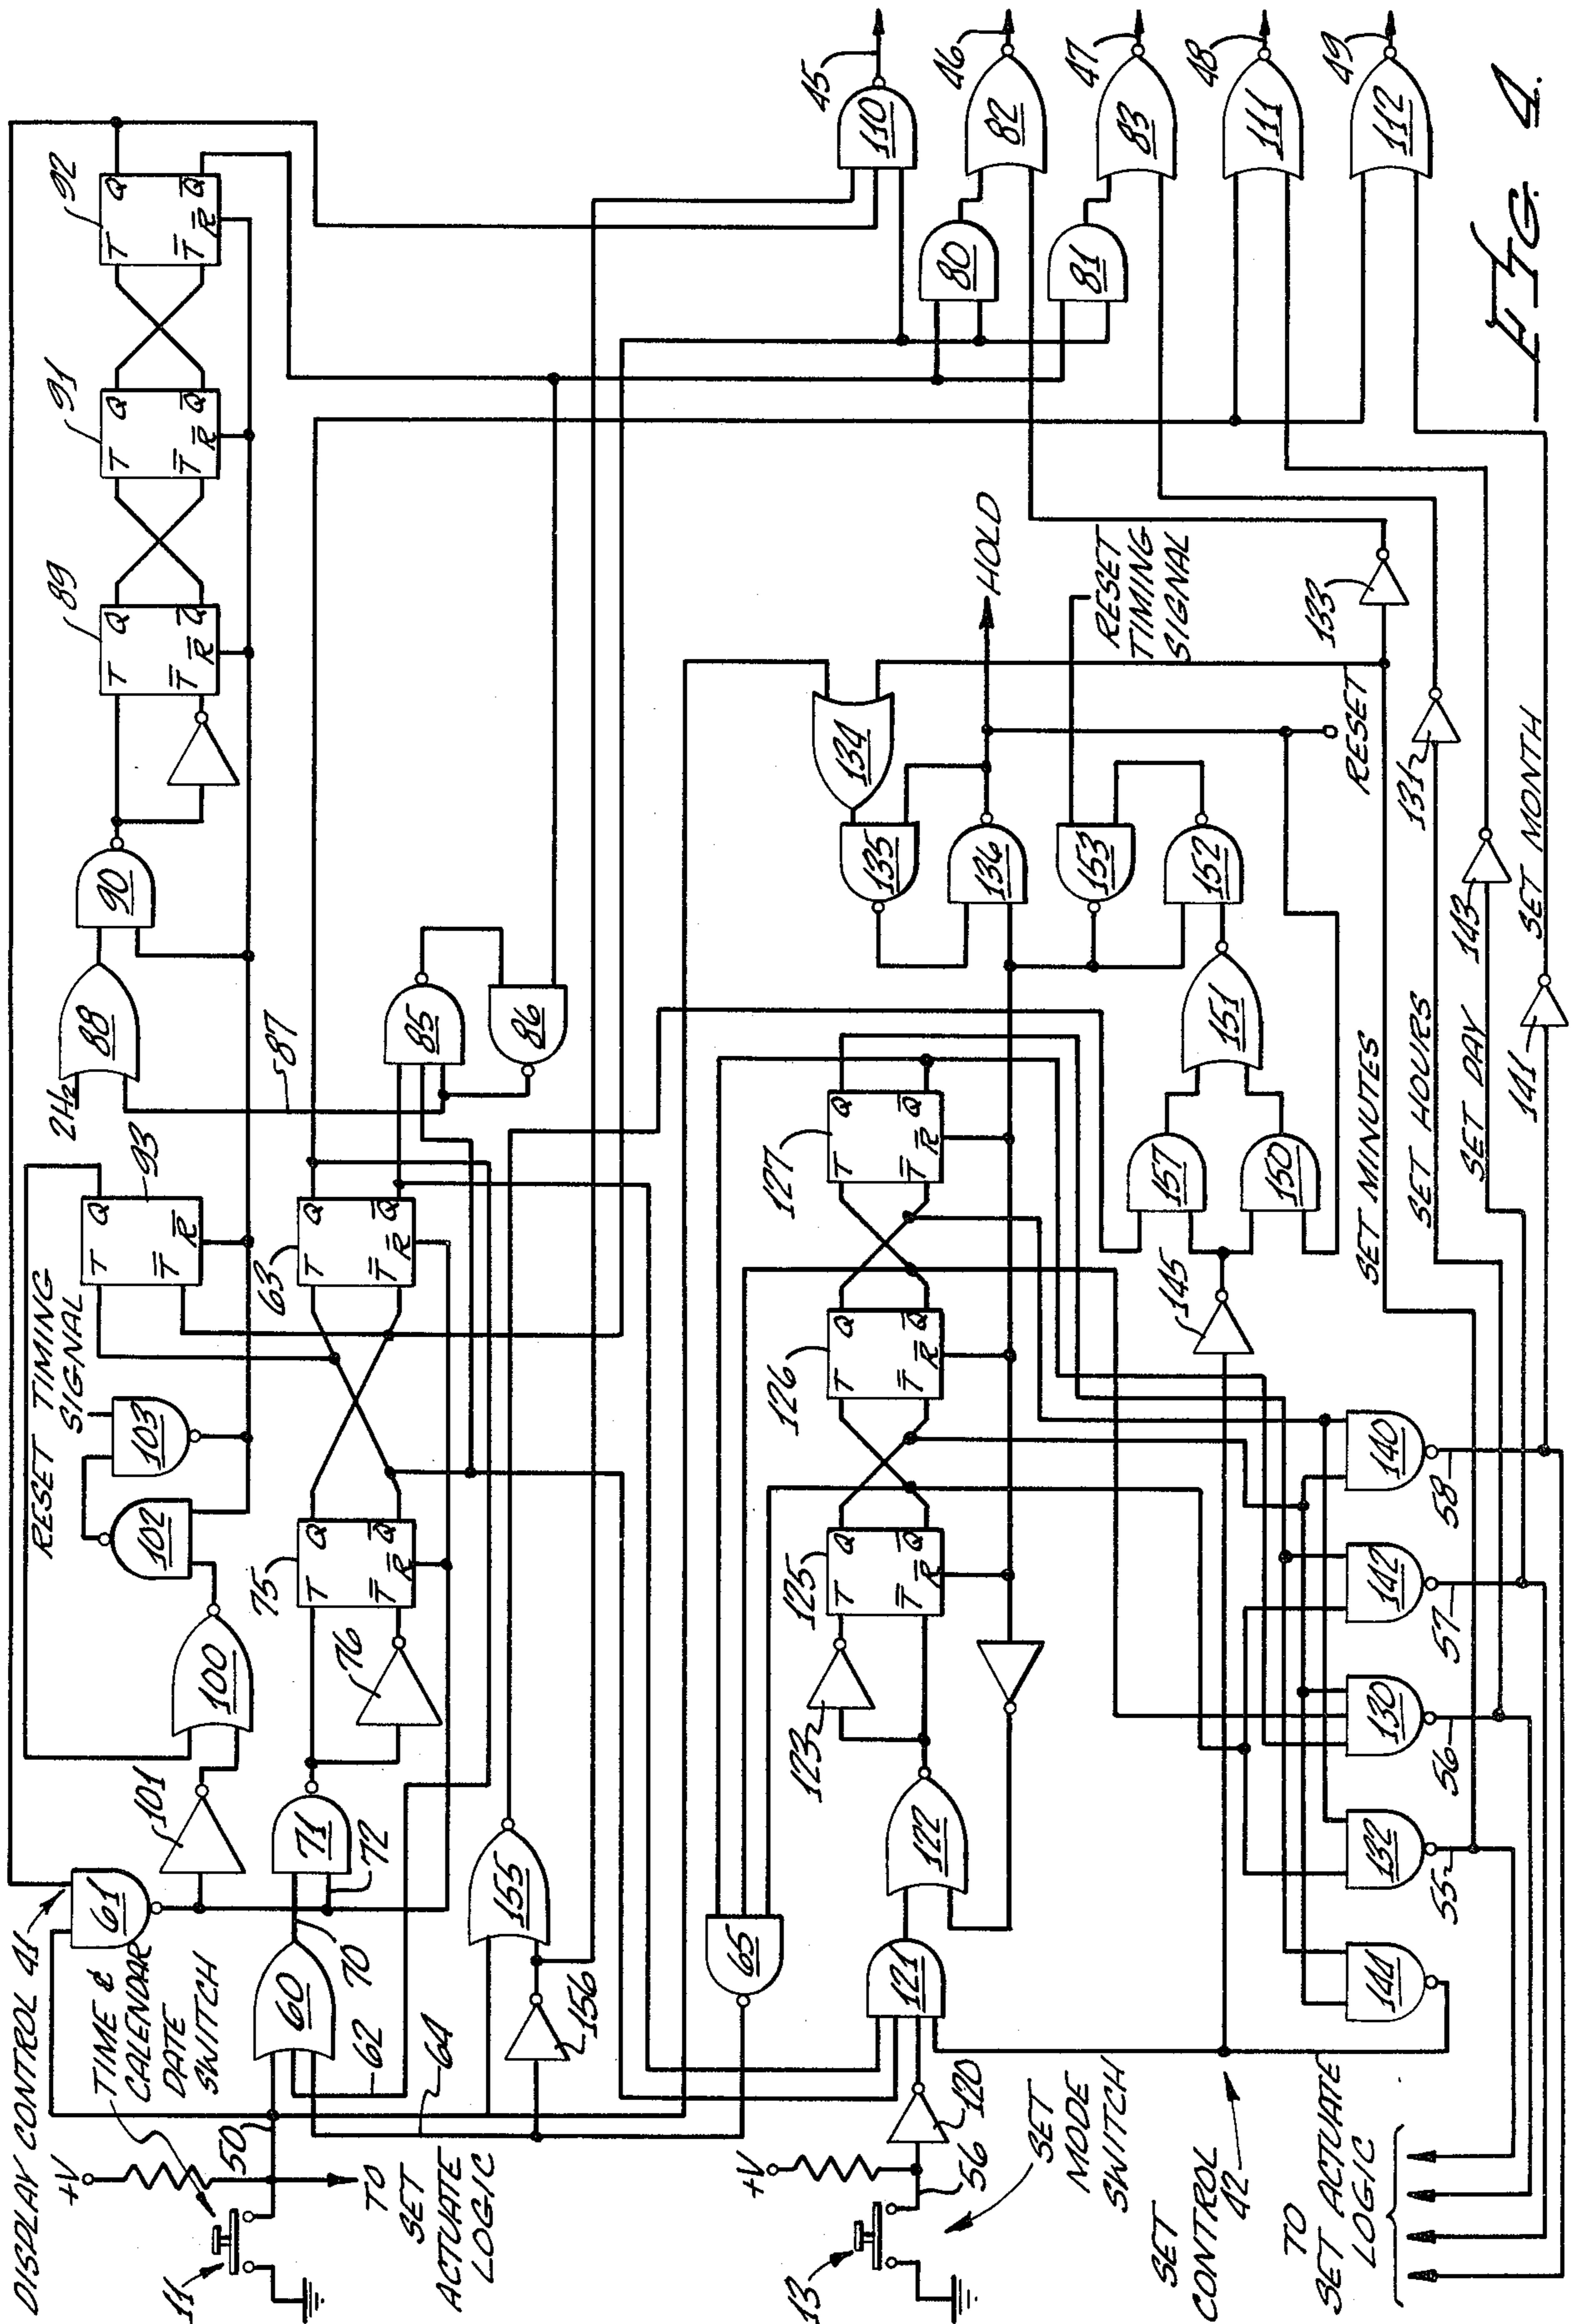 DISPLAY CONTROL 41
TIME &
CALENDAR
DATE
SWITCH
+V
50
11
TO
SET
ACTUATE
LOGIC
61
101
60
70
62
64
71
72
100
102
103
RESET TIMING
SIGNAL
75
T Q
T̅ Q̅
R̅
76
63
T Q
T̅ Q̅
R̅
93
T Q
T̅
R̅
2Hz
88
87
90
85
86
89
T Q
T̅ Q̅
R̅
91
T Q
T̅ Q̅
R̅
92
T Q
T̅ Q̅
R̅
155
156
65
+V
13
56
120
SET
MODE
SWITCH
121
122
123
125
T Q
T̅ Q̅
R̅
126
T Q
T̅ Q̅
R̅
127
T Q
T̅ Q̅
R̅
134
135
136
HOLD
RESET
TIMING
SIGNAL
153
152
151
157
150
145
RESET
SET
CONTROL
42
TO
SET ACTUATE
LOGIC
144
132
130
142
140
55
56
57
58
SET MINUTES
SET HOURS
SET DAY
SET MONTH
133
131
143
141
80
81
110
82
83
111
112
45
46
47
48
49
FIG. 4.